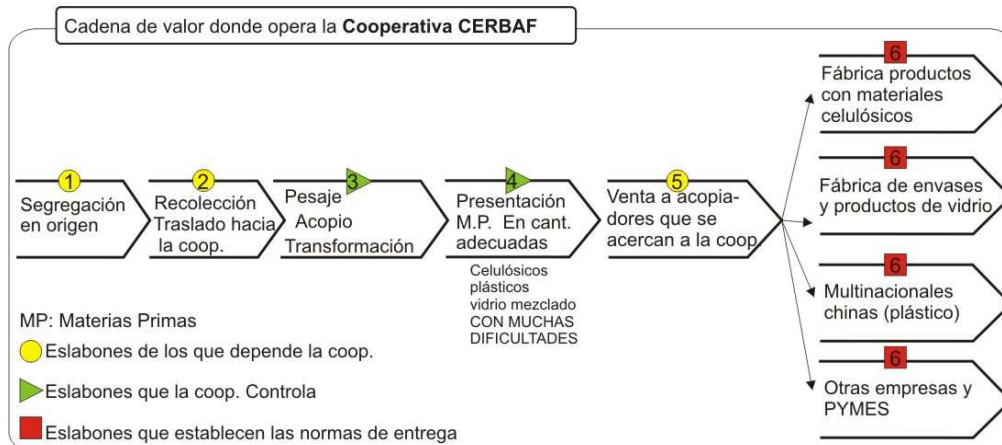 Cadena de valor donde opera la Cooperativa CERBAF
1
Segregación
en origen
2
Recolección
Traslado hacia
la coop.
3
Pesaje
Acopio
Transformación
4
Presentación
M.P. En cant.
adecuadas
Celulósicos
plásticos
vidrio mezclado
CON MUCHAS
DIFICULTADES
5
Venta a acopia-
dores que se
acercan a la coop.
6
Fábrica productos
con materiales
celulósicos
6
Fábrica de envases
y productos de vidrio
6
Multinacionales
chinas (plástico)
6
Otras empresas y
PYMES
MP: Materias Primas
Eslabones de los que depende la coop.
Eslabones que la coop. Controla
Eslabones que establecen las normas de entrega